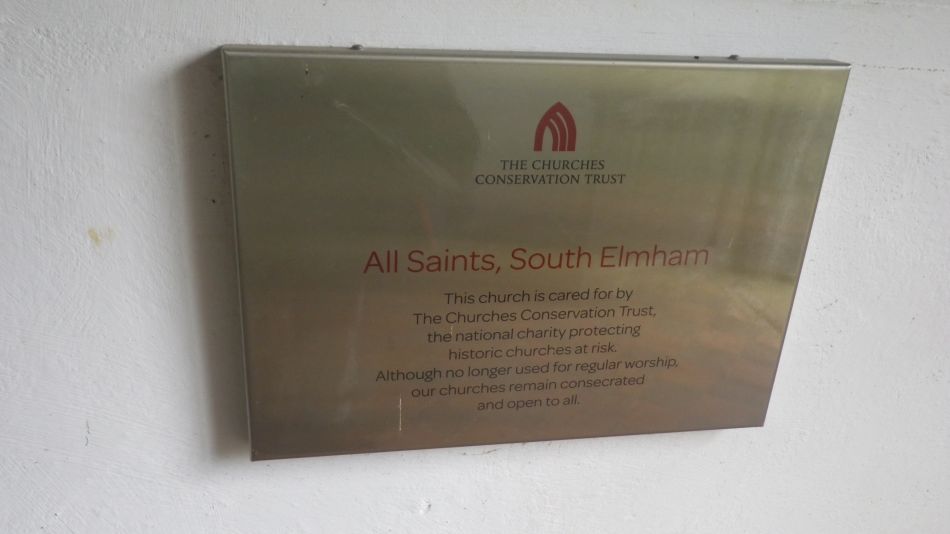 THE CHURCHES
CONSERVATION TRUST
All Saints, South Elmham
This church is cared for by
The Churches Conservation Trust,
the national charity protecting
historic churches at risk.
Although no longer used for regular worship,
our churches remain consecrated
and open to all.